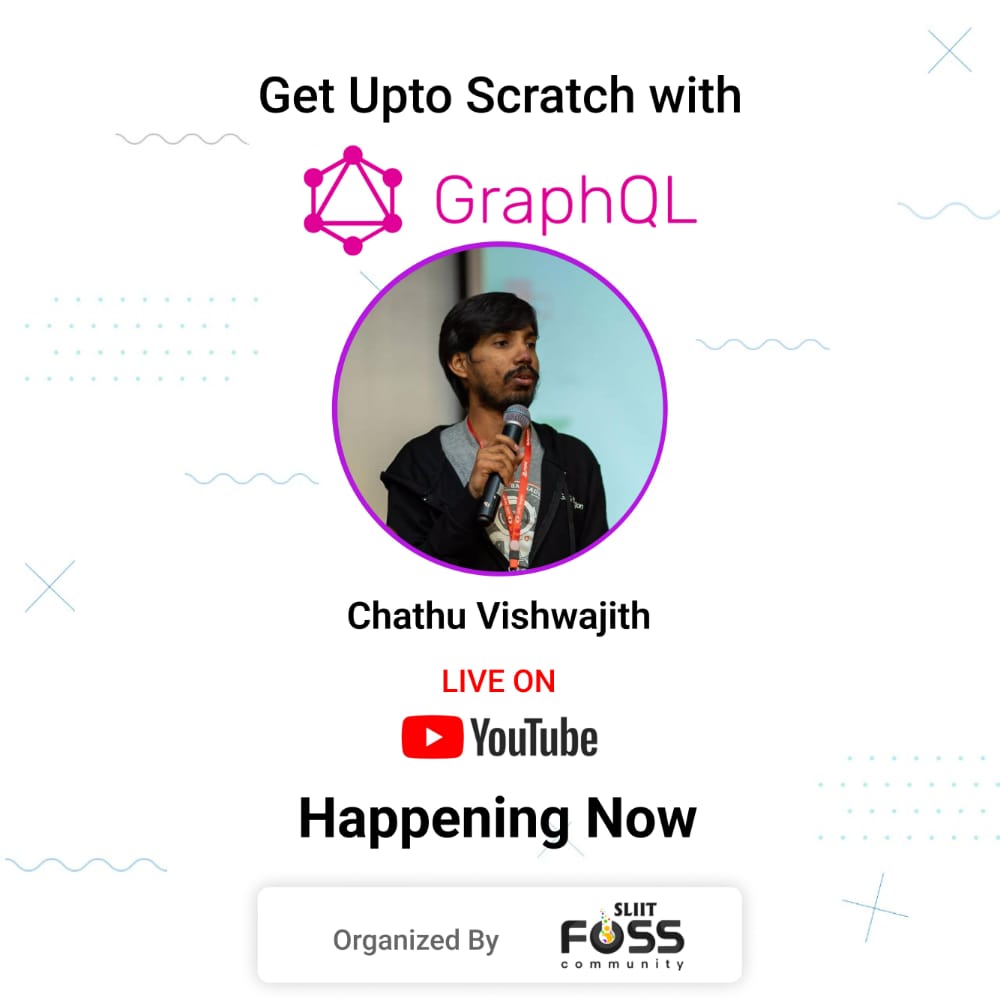 Get Upto Scratch with
GraphQL
Chathu Vishwajith
LIVE ON
YouTube
Happening Now
Organized By
SLIIT
FOSS
community